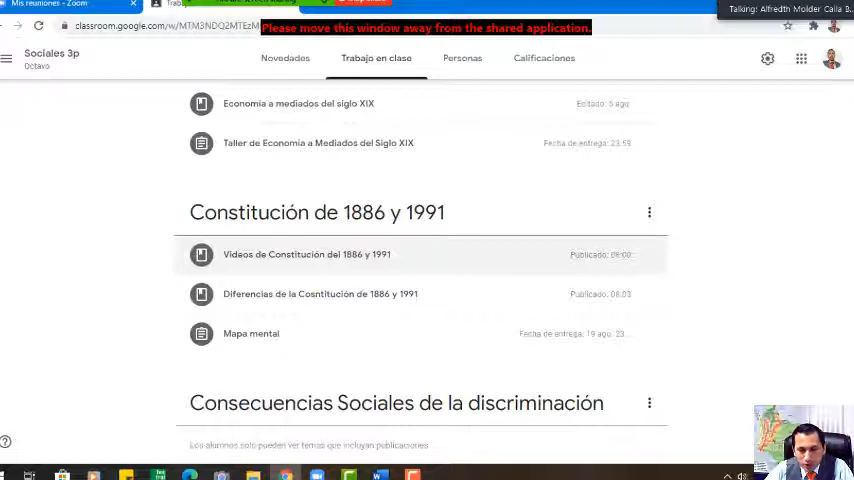 Mis reuniones - Zoom
Talking: Alfredth Molder Calla B...
classroom.google.com/w/MTM3NDQ2MTEzM
Please move this window away from the shared application.
Sociales 3p
Octavo
Novedades
Trabajo en clase
Personas
Calificaciones
Economía a mediados del siglo XIX
Editado: 5 ago
Taller de Economía a Mediados del Siglo XIX
Fecha de entrega: 23:59
Constitución de 1886 y 1991
Videos de Constitución del 1886 y 1991
Publicado: 08:00
Diferencias de la Cosntitución de 1886 y 1991
Publicado: 08:03
Mapa mental
Fecha de entrega: 19 ago, 23...
Consecuencias Sociales de la discriminación
Los alumnos solo pueden ver temas que incluyan publicaciones